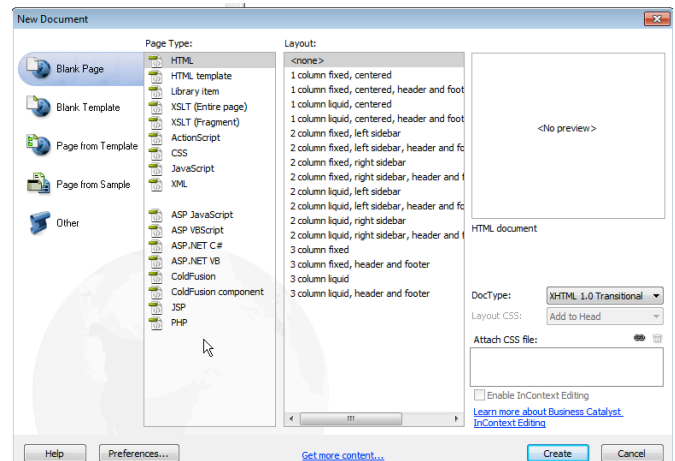 New Document
Page Type:
Layout:
Blank Page
Blank Template
Page from Template
Page from Sample
Other
HTML
HTML template
Library item
XSLT (Entire page)
XSLT (Fragment)
ActionScript
CSS
JavaScript
XML
ASP JavaScript
ASP VBScript
ASP.NET C#
ASP.NET VB
ColdFusion
ColdFusion component
JSP
PHP
<none>
1 column fixed, centered
1 column fixed, centered, header and foot
1 column liquid, centered
1 column liquid, centered, header and foot
2 column fixed, left sidebar
2 column fixed, left sidebar, header and fo
2 column fixed, right sidebar
2 column fixed, right sidebar, header and f
2 column liquid, left sidebar
2 column liquid, left sidebar, header and fo
2 column liquid, right sidebar
2 column liquid, right sidebar, header and f
3 column fixed
3 column fixed, header and footer
3 column liquid
3 column liquid, header and footer
<No preview>
HTML document
DocType:
XHTML 1.0 Transitional
Layout CSS:
Add to Head
Attach CSS file:
Enable InContext Editing
Learn more about Business Catalyst
InContext Editing
Help
Preferences...
Get more content...
Create
Cancel